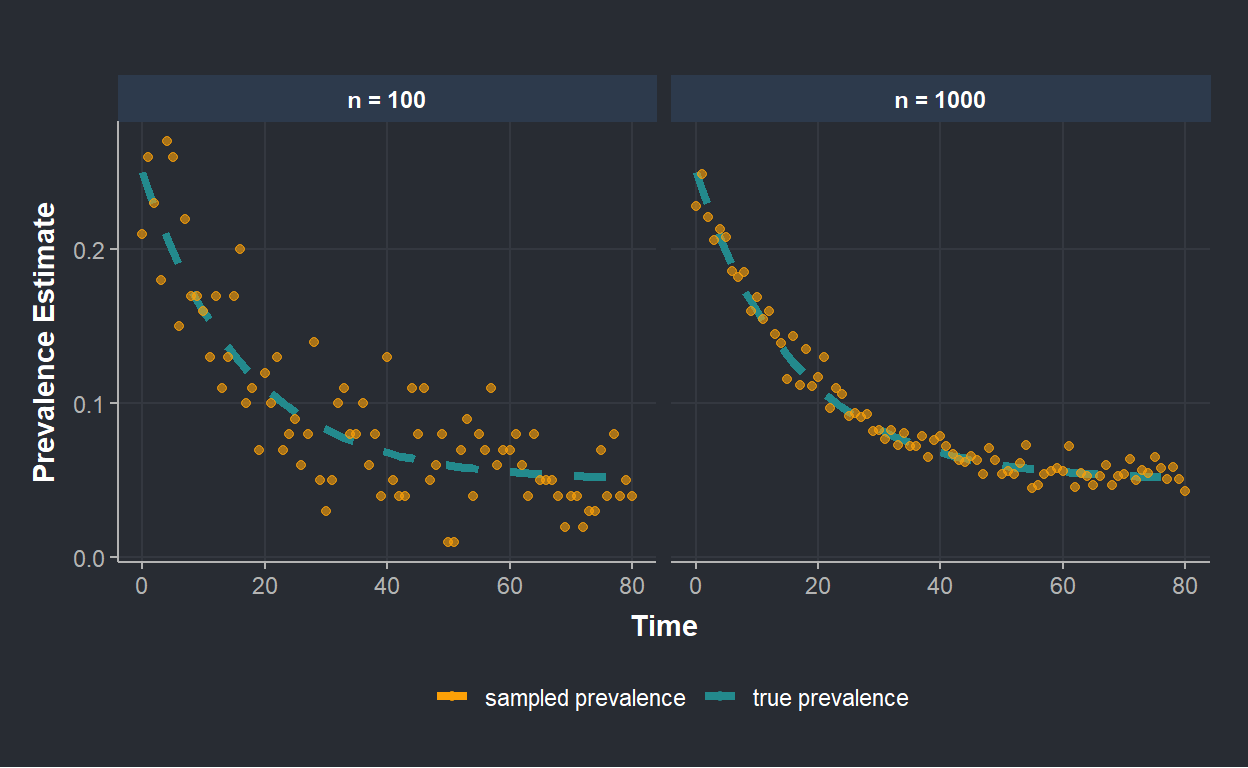 n = 100
n = 1000
Prevalence Estimate
0.2
0.1
0.0
0 20 40 60 80
0 20 40 60 80
Time
sampled prevalence
true prevalence